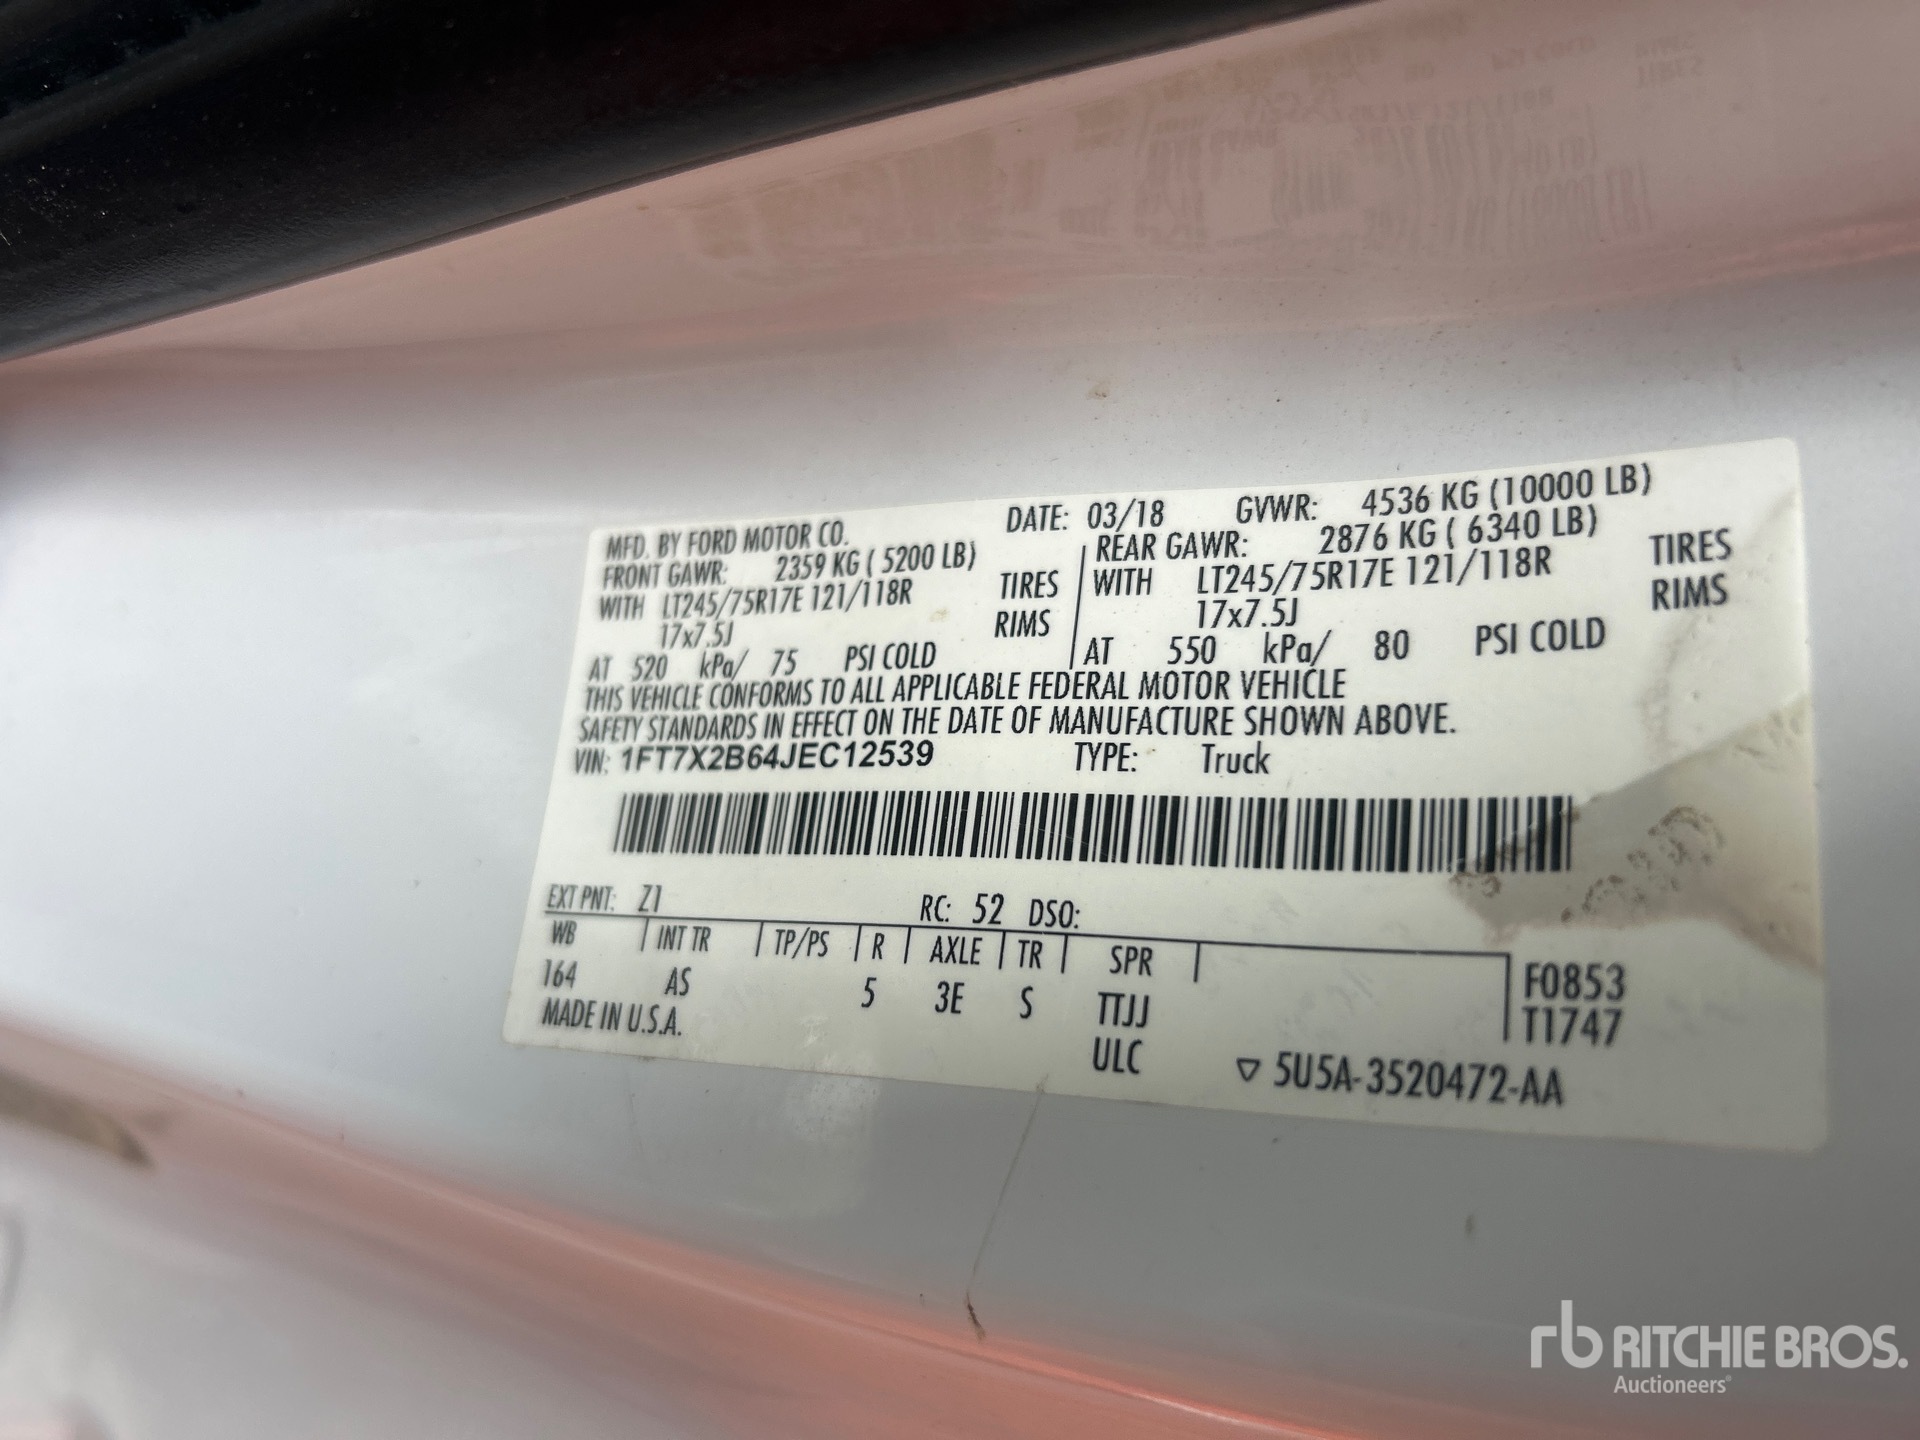 MFD. BY FORD MOTOR CO. DATE: 03/18 GVWR: 4536 KG (10000 LB)
FRONT GAWR: 2359 KG ( 5200 LB) REAR GAWR: 2876 KG ( 6340 LB)
WITH LT245/75R17E 121/118R TIRES WITH LT245/75R17E 121/118R TIRES
17x7.5J RIMS 17x7.5J RIMS
AT 520 kPa/ 75 PSI COLD AT 550 kPa/ 80 PSI COLD
THIS VEHICLE CONFORMS TO ALL APPLICABLE FEDERAL MOTOR VEHICLE
SAFETY STANDARDS IN EFFECT ON THE DATE OF MANUFACTURE SHOWN ABOVE.
VIN: 1FT7X2B64JEC12539 TYPE: Truck
EXT PNT: Z1 RC: 52 DSO:
WB INT TR TP/PS R AXLE TR SPR
164 AS 5 3E S TTJJ F0853
MADE IN U.S.A. T1747
ULC ▽ 5U5A-3520472-AA
rb RITCHIE BROS.
Auctioneers®